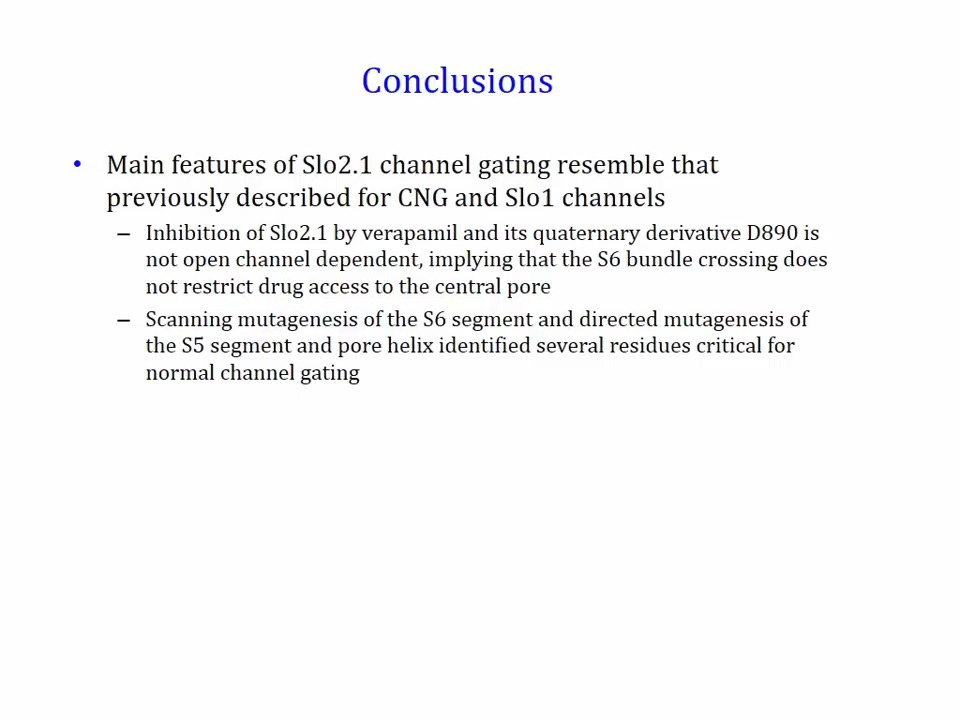 Conclusions
• Main features of Slo2.1 channel gating resemble that
previously described for CNG and Slo1 channels
– Inhibition of Slo2.1 by verapamil and its quaternary derivative D890 is
not open channel dependent, implying that the S6 bundle crossing does
not restrict drug access to the central pore
– Scanning mutagenesis of the S6 segment and directed mutagenesis of
the S5 segment and pore helix identified several residues critical for
normal channel gating